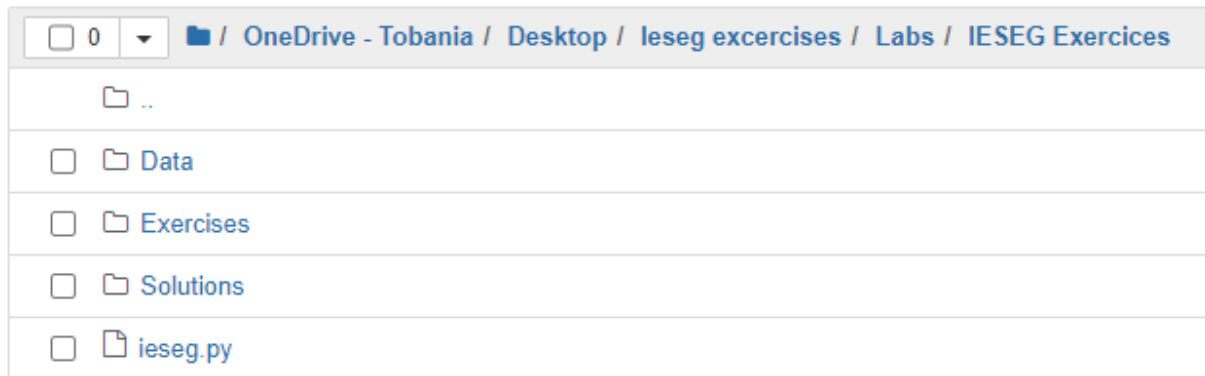 0 / OneDrive - Tobania / Desktop / Ieseg excercises / Labs / IESEG Exercices
..
Data
Exercises
Solutions
ieseg.py